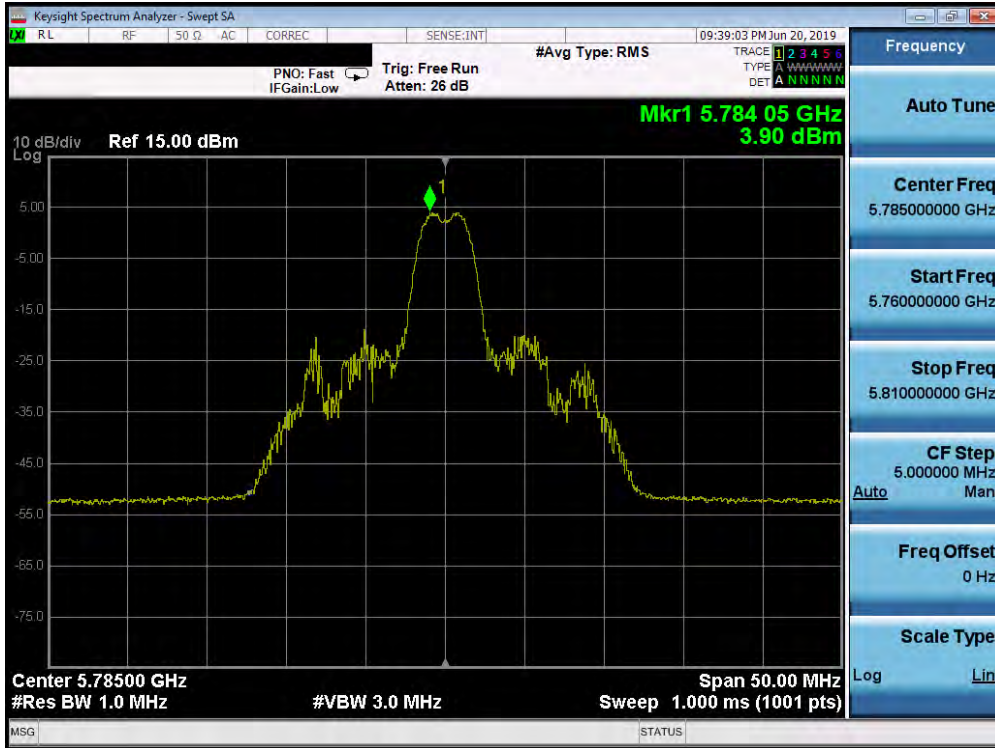 Keysight Spectrum Analyzer - Swept SA
LXI RL RF 50 Ω AC CORREC SENSE:INT 09:39:03 PM Jun 20, 2019
#Avg Type: RMS
TRACE 1 2 3 4 5 6
TYPE A WWWWWW
DET A N N N N N
PNO: Fast
IFGain:Low
Trig: Free Run
Atten: 26 dB
Mkr1 5.784 05 GHz
3.90 dBm
10 dB/div Ref 15.00 dBm
Log
1
5.00
-5.00
-15.0
-25.0
-35.0
-45.0
-55.0
-65.0
-75.0
Center 5.78500 GHz Span 50.00 MHz
#Res BW 1.0 MHz #VBW 3.0 MHz Sweep 1.000 ms (1001 pts)
MSG STATUS
Frequency
Auto Tune
Center Freq
5.785000000 GHz
Start Freq
5.760000000 GHz
Stop Freq
5.810000000 GHz
CF Step
5.000000 MHz
Auto Man
Freq Offset
0 Hz
Scale Type
Log Lin